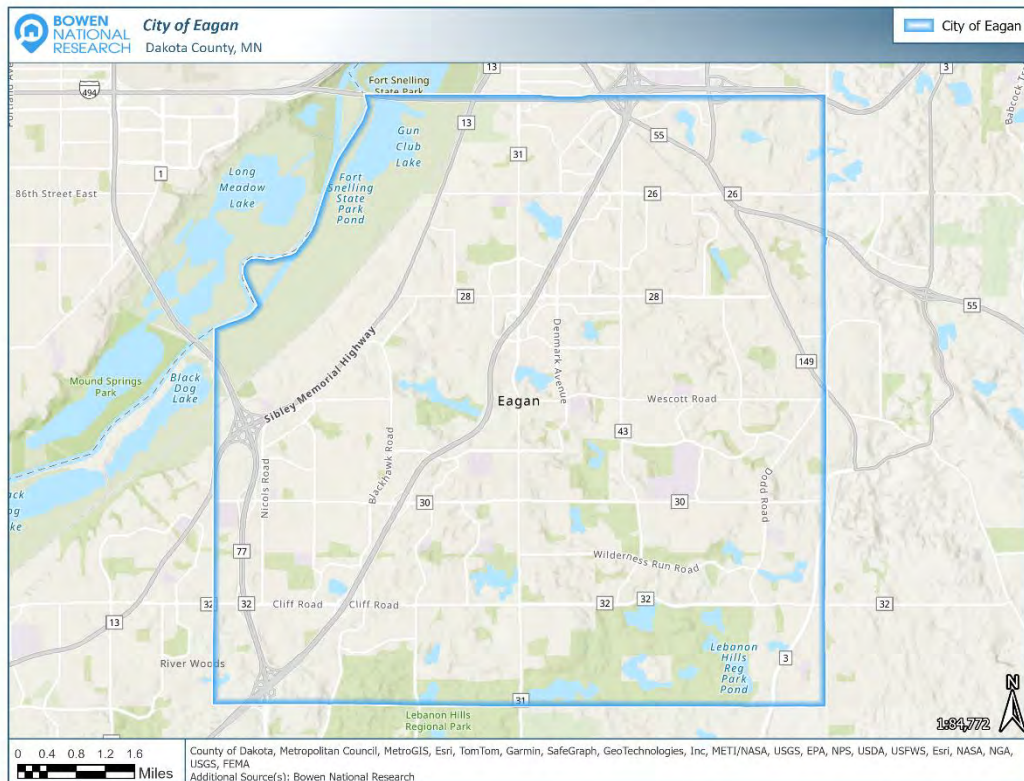 BOWEN
NATIONAL
RESEARCH
City of Eagan
Dakota County, MN
City of Eagan
Fort Snelling
State Park
13
3
494
Gun
Club
Lake
13
55
31
1
Long
Meadow
Lake
Fort
Snelling
State
Park
Pond
86th Street East
26
26
28
28
55
Denmark Avenue
Sibley Memorial Highway
149
Mound Springs
Park
Black
Dog
Lake
Eagan
Wescott Road
43
Blackhawk Road
Nicols Road
30
30
Dodd Road
77
Wilderness Run Road
32
32
Cliff Road
Cliff Road
32
32
32
13
River Woods
Lebanon
Hills
Reg
Park
Pond
3
31
Lebanon Hills
Regional Park
N
1:84,772
0 0.4 0.8 1.2 1.6
Miles
County of Dakota, Metropolitan Council, MetroGIS, Esri, TomTom, Garmin, SafeGraph, GeoTechnologies, Inc, METI/NASA, USGS, EPA, NPS, USDA, USFWS, Esri, NASA, NGA,
USGS, FEMA
Additional Source(s): Bowen National Research